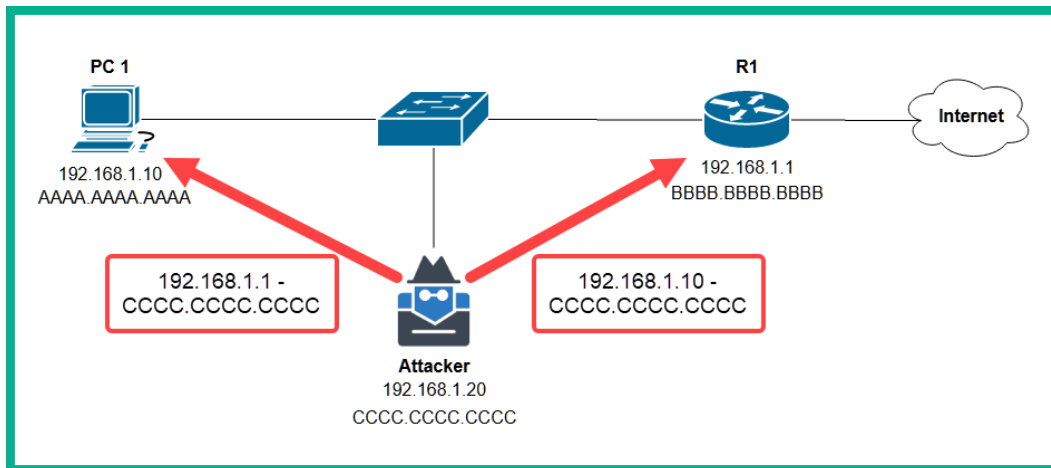 PC 1
192.168.1.10
AAAA.AAAA.AAAA
R1
192.168.1.1
BBBB.BBBB.BBBB
Internet
192.168.1.1 -
CCCC.CCCC.CCCC
192.168.1.10 -
CCCC.CCCC.CCCC
Attacker
192.168.1.20
CCCC.CCCC.CCCC